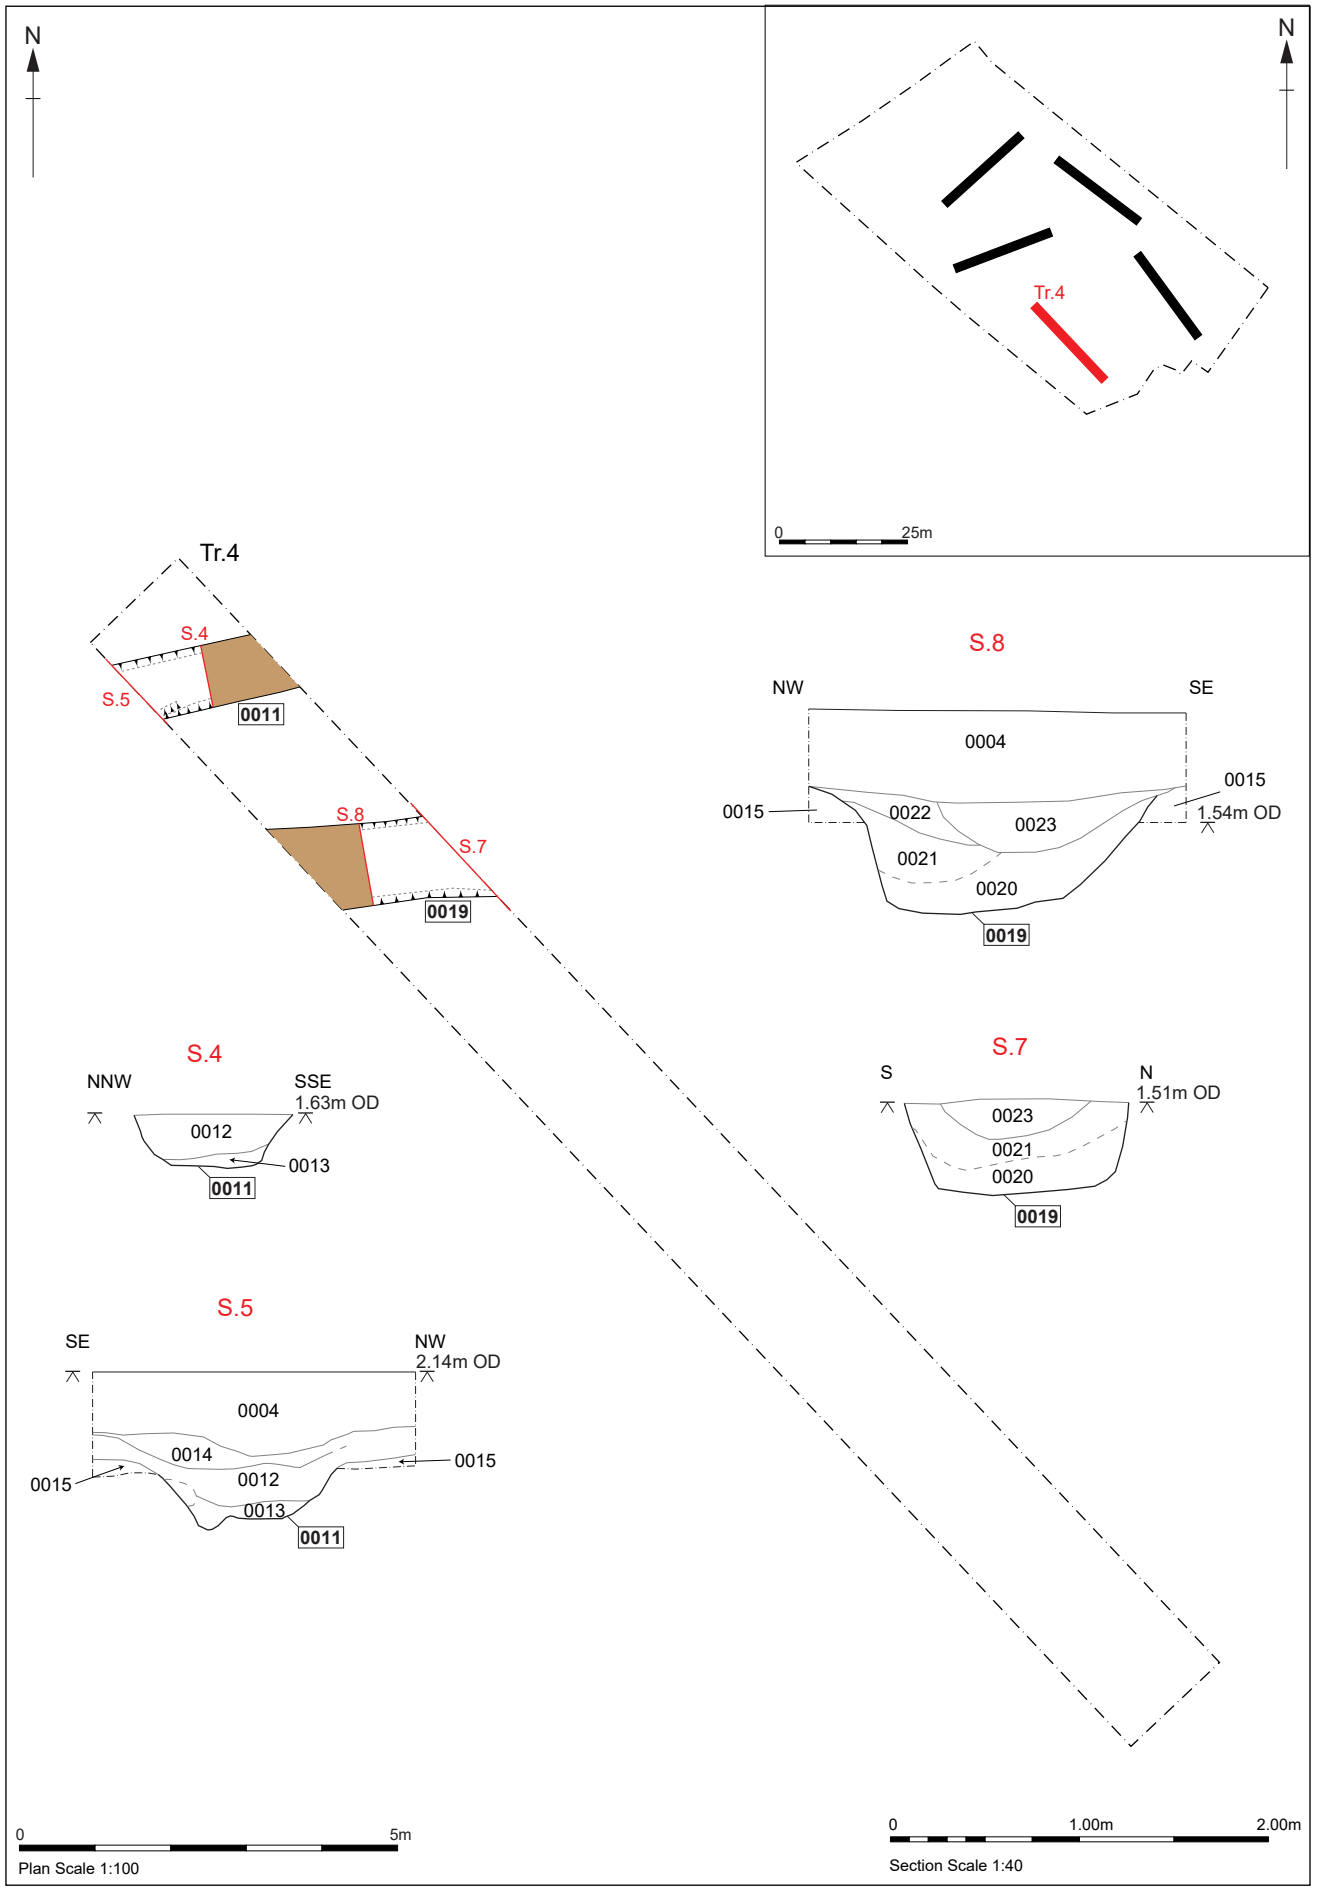 N
N
Tr.4
0 25m
Tr.4
S.4
S.5
0011
S.8
S.7
0019
S.8
NW SE
0004
0015
0015
1.54m OD
0022
0023
0021
0020
0019
S.4
NNW SSE
1.63m OD
0012
0013
0011
S.7
S N
1.51m OD
0023
0021
0020
0019
S.5
SE NW
2.14m OD
0004
0014
0015
0012
0015
0013
0011
0 5m
Plan Scale 1:100
0 1.00m 2.00m
Section Scale 1:40